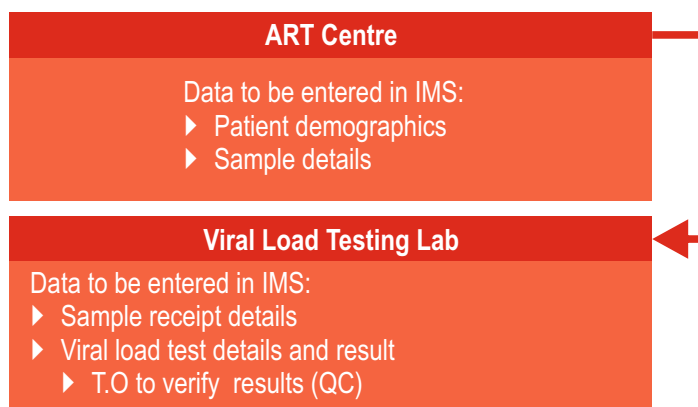 ART Centre
Data to be entered in IMS:
Patient demographics
Sample details
Viral Load Testing Lab
Data to be entered in IMS:
Sample receipt details
Viral load test details and result
T.O to verify results (QC)